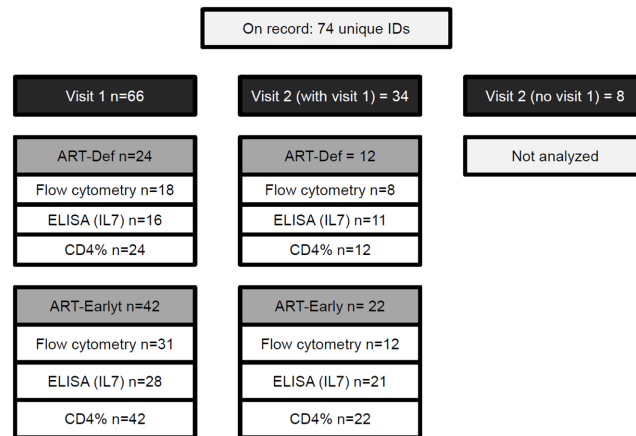 On record: 74 unique IDs
Visit 1 n=66
Visit 2 (with visit 1) = 34
Visit 2 (no visit 1) = 8
ART-Def n=24
Flow cytometry n=18
ELISA (IL7) n=16
CD4% n=24
ART-Def = 12
Flow cytometry n=8
ELISA (IL7) n=11
CD4% n=12
Not analyzed
ART-Earlyt n=42
Flow cytometry n=31
ELISA (IL7) n=28
CD4% n=42
ART-Early n= 22
Flow cytometry n=12
ELISA (IL7) n=21
CD4% n=22